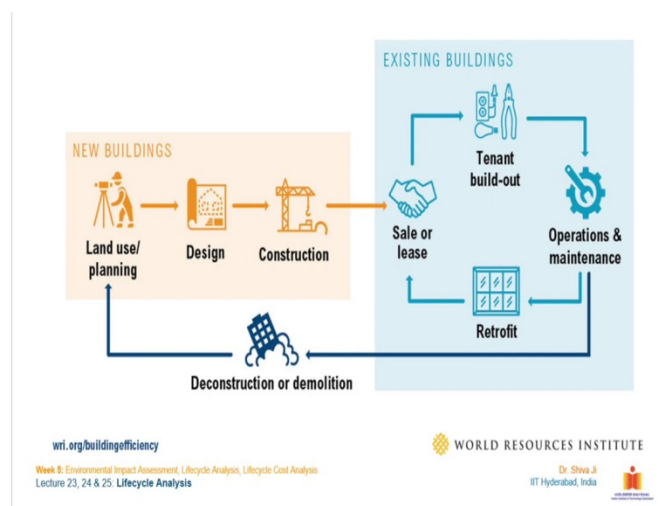 EXISTING BUILDINGS
NEW BUILDINGS
Tenant
build-out
Land use/
planning
Design
Construction
Sale or
lease
Operations &
maintenance
Retrofit
Deconstruction or demolition
wri.org/buildingefficiency
WORLD RESOURCES INSTITUTE
Week 5: Environmental Impact Assessment, Lifecycle Analysis, Lifecycle Cost Analysis
Lecture 23, 24 & 25: Lifecycle Analysis
Dr. Shiva Ji
IIT Hyderabad, India